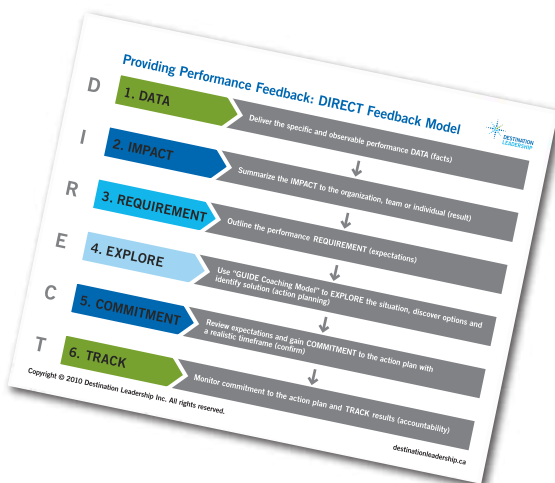 Providing Performance Feedback: DIRECT Feedback Model
DESTINATION
LEADERSHIP
D
1. DATA
Deliver the specific and observable performance DATA (facts)
I
2. IMPACT
Summarize the IMPACT to the organization, team or individual (result)
R
3. REQUIREMENT
Outline the performance REQUIREMENT (expectations)
E
4. EXPLORE
Use "GUIDE Coaching Model" to EXPLORE the situation, discover options and
identify solution (action planning)
C
5. COMMITMENT
Review expectations and gain COMMITMENT to the action plan with
a realistic timeframe (confirm)
T
6. TRACK
Monitor commitment to the action plan and TRACK results (accountability)
Copyright © 2010 Destination Leadership Inc. All rights reserved.
destinationleadership.ca